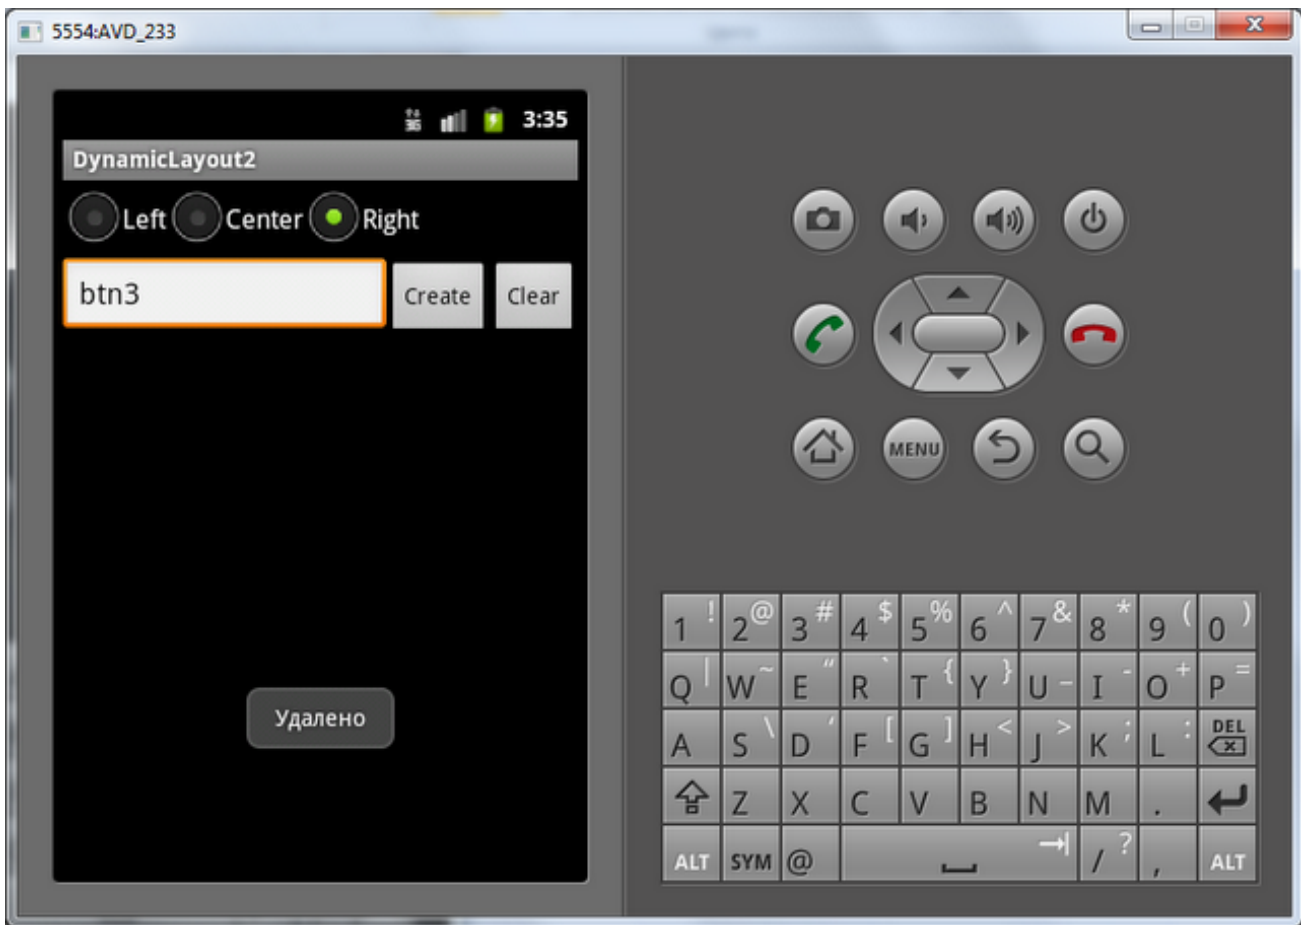 5554:AVD_233
3G 3:35
DynamicLayout2
Left Center Right
btn3 Create Clear
Удалено
MENU
1 ! 2 @ 3 # 4 $ 5 % 6 ^ 7 & 8 * 9 ( 0 )
Q | W ~ E " R ` T { Y } U _ I - O + P =
A S \ D ' F [ G ] H < J > K ; L : DEL
Z X C V B N M .
ALT SYM @ / ? , ALT